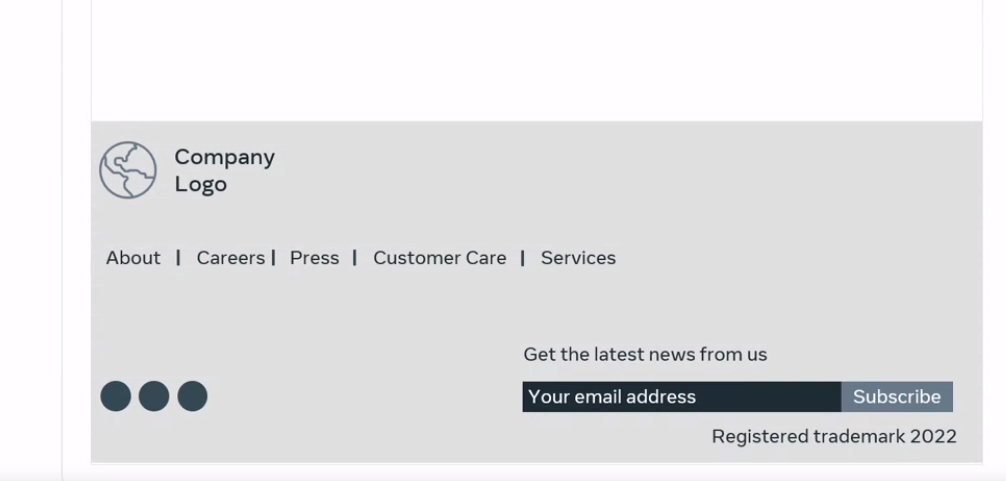 Company
Logo
About | Careers | Press | Customer Care | Services
Get the latest news from us
Your email address Subscribe
Registered trademark 2022